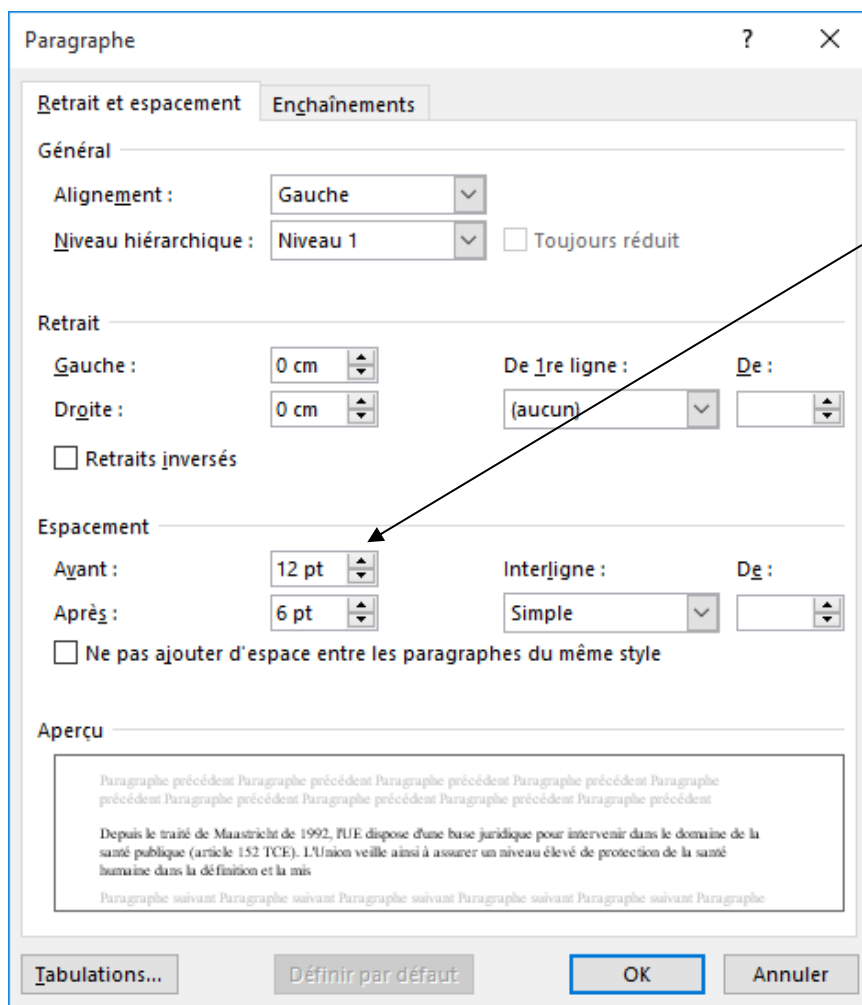 Paragraphe ?
Retrait et espacement Enchaînements
Général
Alignement : Gauche
Niveau hiérarchique : Niveau 1 Toujours réduit
Retrait
Gauche : 0 cm De 1re ligne : De :
Droite : 0 cm (aucun)
Retraits inversés
Espacement
Avant : 12 pt Interligne : De :
Après : 6 pt Simple
Ne pas ajouter d'espace entre les paragraphes du même style
Aperçu
Paragraphe précédent Paragraphe précédent Paragraphe précédent Paragraphe précédent Paragraphe
précédent Paragraphe précédent Paragraphe précédent Paragraphe précédent Paragraphe précédent
Depuis le traité de Maastricht de 1992, l'UE dispose d'une base juridique pour intervenir dans le domaine de la
santé publique (article 152 TCE). L'Union veille ainsi à assurer un niveau élevé de protection de la santé
humaine dans la définition et la mis
Paragraphe suivant Paragraphe suivant Paragraphe suivant Paragraphe suivant Paragraphe
Tabulations... Définir par défaut OK Annuler